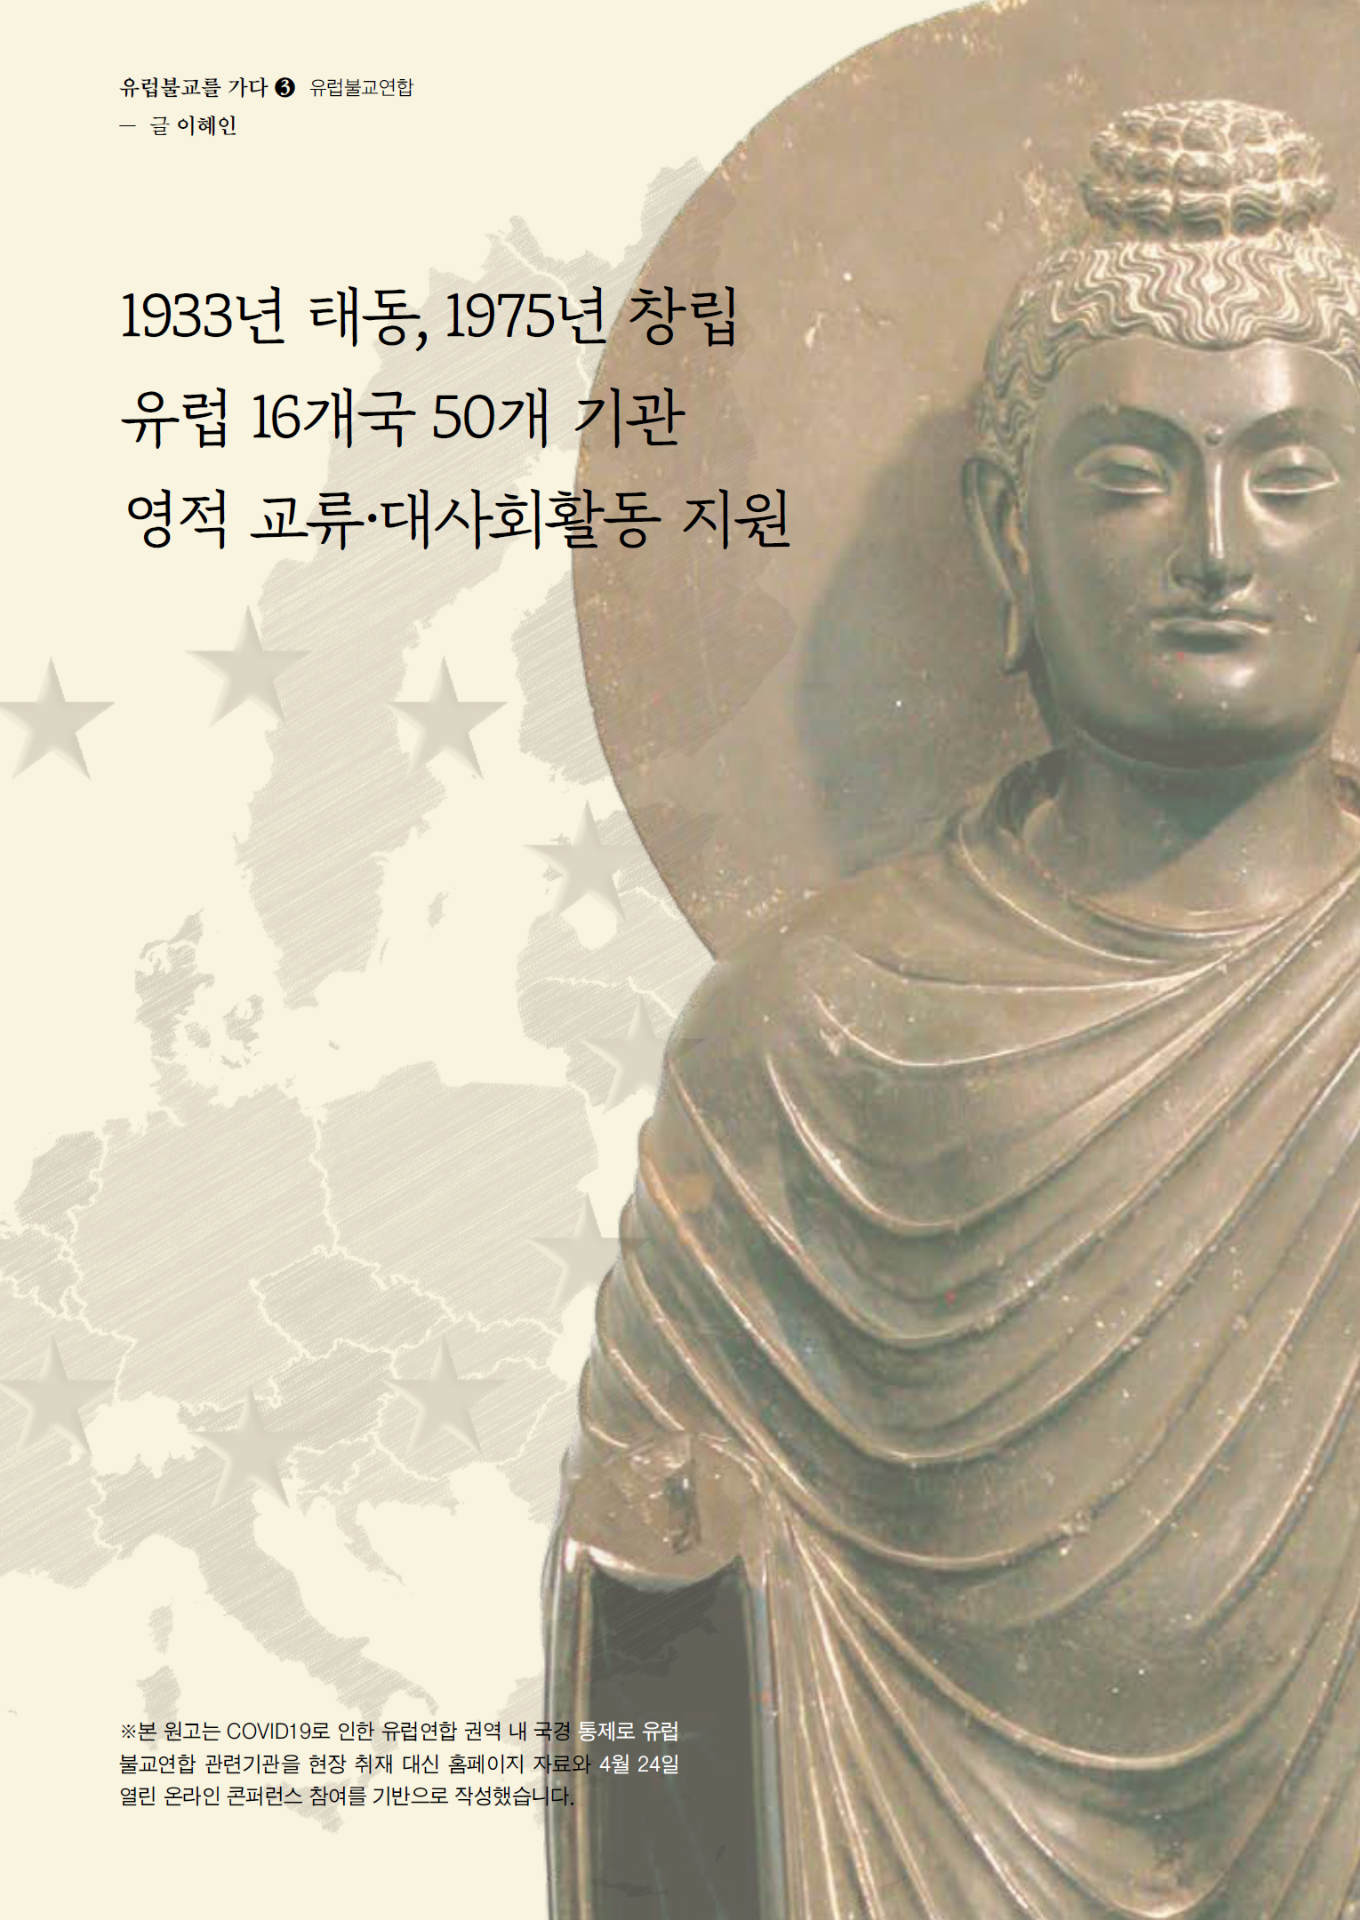 유럽불교를 가다 ❸ 유럽불교연합
— 글 이혜인
1933년 태동, 1975년 창립
유럽 16개국 50개 기관
영적 교류·대사회활동 지원
※본 원고는 COVID19로 인한 유럽연합 권역 내 국경 통제로 유럽
불교연합 관련기관을 현장 취재 대신 홈페이지 자료와 4월 24일
열린 온라인 콘퍼런스 참여를 기반으로 작성했습니다.